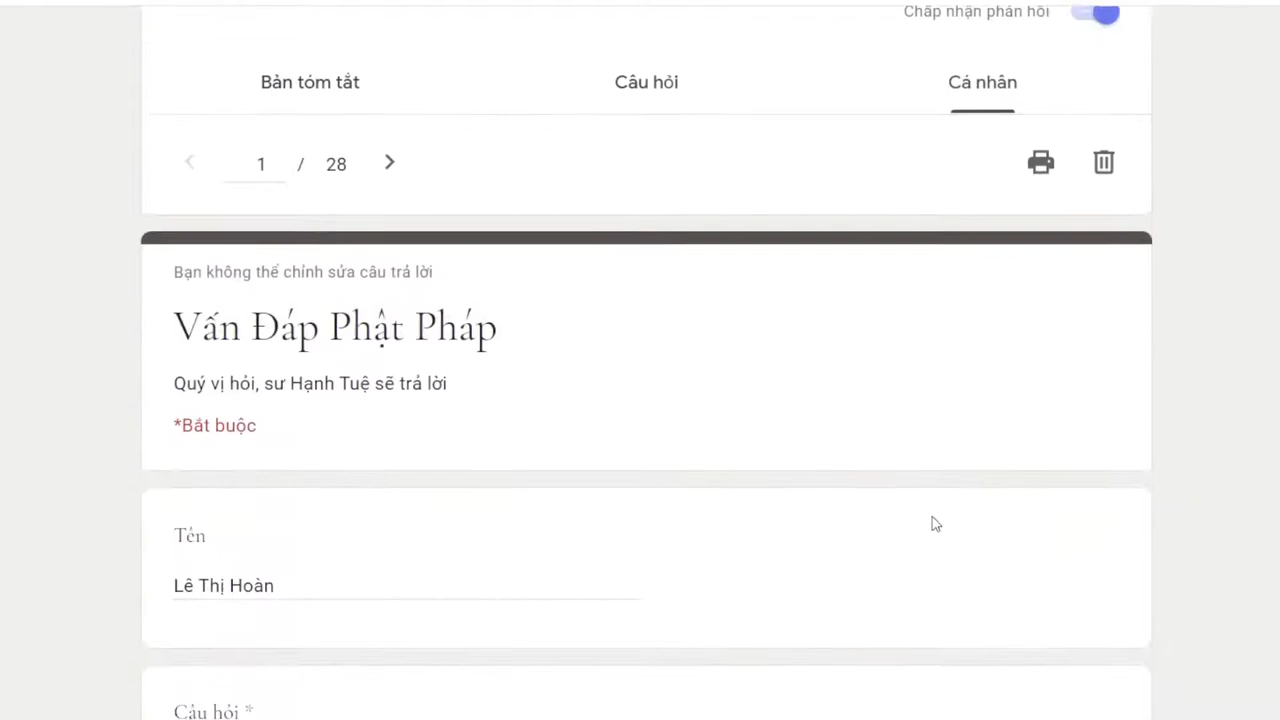 Chấp nhận phản hồi
Bản tóm tắt
Câu hỏi
Cá nhân
1 / 28
Bạn không thể chỉnh sửa câu trả lời
Vấn Đáp Phật Pháp
Quý vị hỏi, sư Hạnh Tuệ sẽ trả lời
*Bắt buộc
Tên
Lê Thị Hoàn
Câu hỏi *